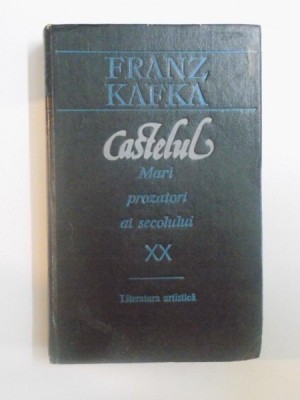 FRANZ
KAFKA
Castelul
Mari
prozatori
ai secolului
XX
Literatura artistică